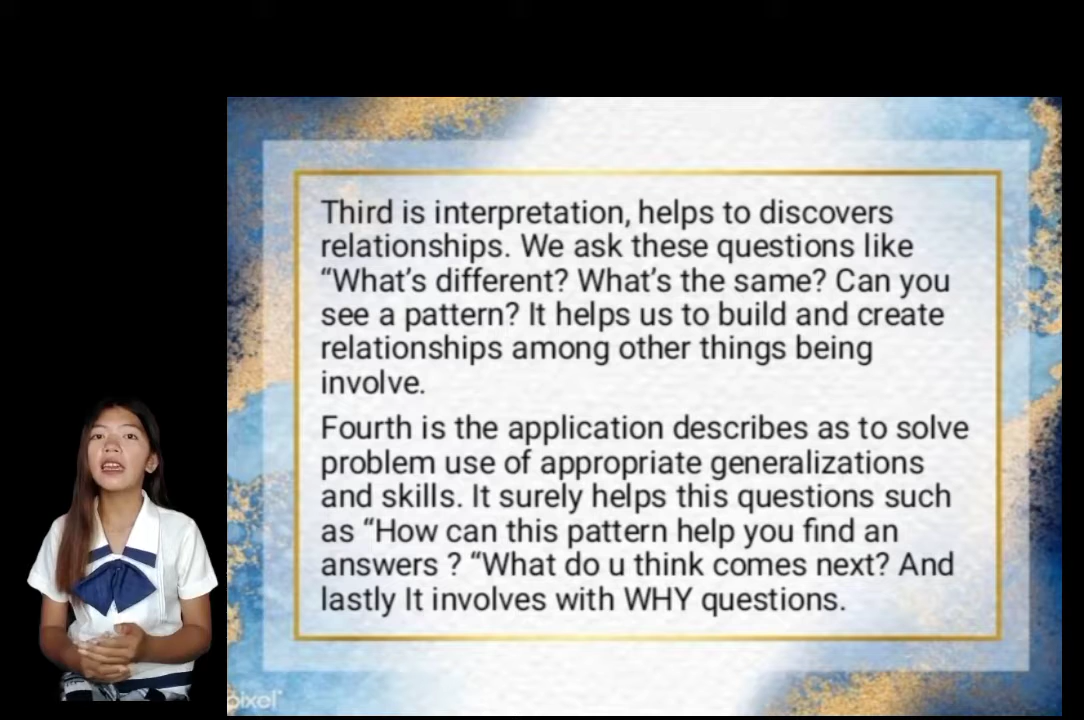 Third is interpretation, helps to discovers
relationships. We ask these questions like
“What’s different? What’s the same? Can you
see a pattern? It helps us to build and create
relationships among other things being
involve.
Fourth is the application describes as to solve
problem use of appropriate generalizations
and skills. It surely helps this questions such
as “How can this pattern help you find an
answers ? “What do u think comes next? And
lastly It involves with WHY questions.
pixel